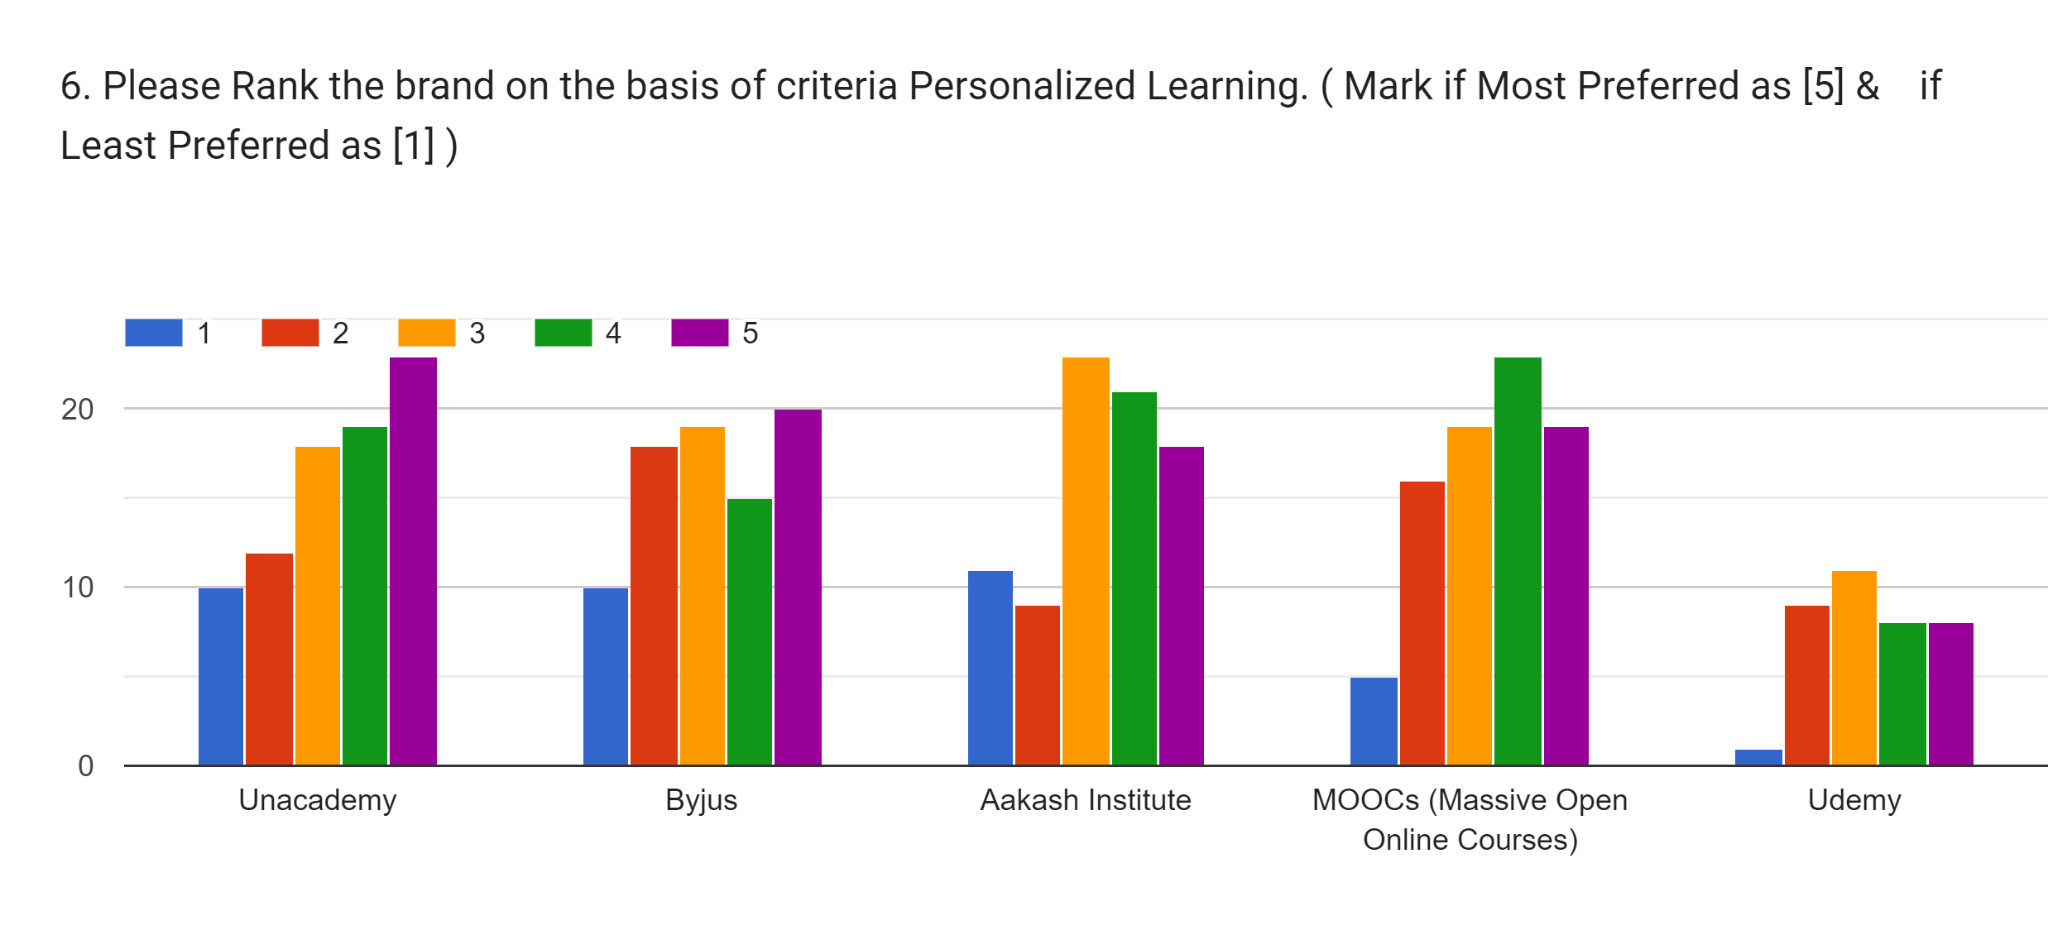 6. Please Rank the brand on the basis of criteria Personalized Learning. ( Mark if Most Preferred as [5] & if
Least Preferred as [1] )
1 2 3 4 5
20
10
0
Unacademy Byjus Aakash Institute MOOCs (Massive Open Udemy
Online Courses)